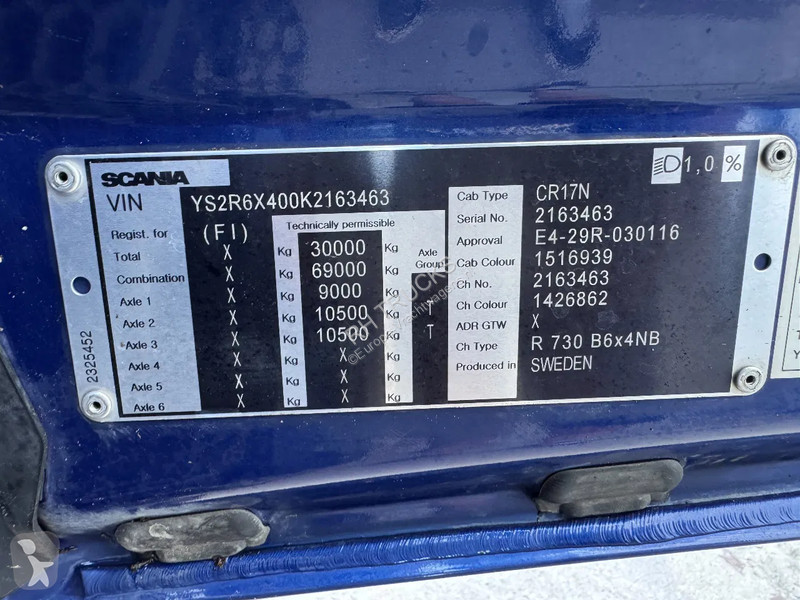 SCANIA
1,0 %
VIN YS2R6X400K2163463
Cab Type CR17N
Regist. for (FI) Technically permissible
Serial No. 2163463
Total X Kg 30000 Kg Axle Group
Approval E4-29R-030116
Combination X Kg 69000 Kg
Cab Colour 1516939
Axle 1 X Kg 9000 Kg
Ch No. 2163463
Axle 2 X Kg 10500 Kg T
Ch Colour 1426862
Axle 3 X Kg 10500 Kg T
ADR GTW X
Axle 4 X Kg X Kg
Ch Type R 730 B6x4NB
Axle 5 X Kg X Kg
Produced in SWEDEN
Axle 6 X Kg X Kg
2325452
TRUCKS